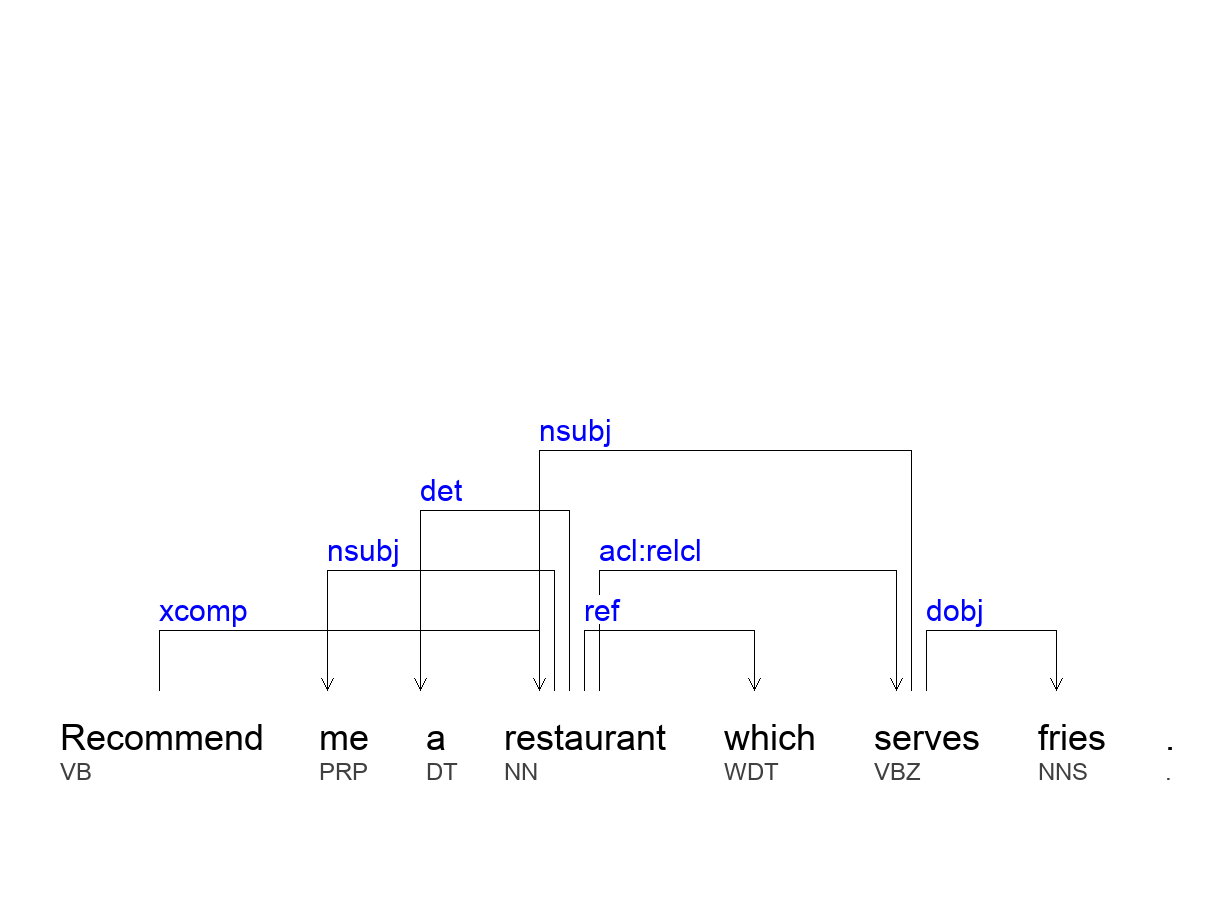 nsubj
det
nsubj acl:relcl
xcomp ref dobj
Recommend me a restaurant which serves fries .
VB PRP DT NN WDT VBZ NNS .